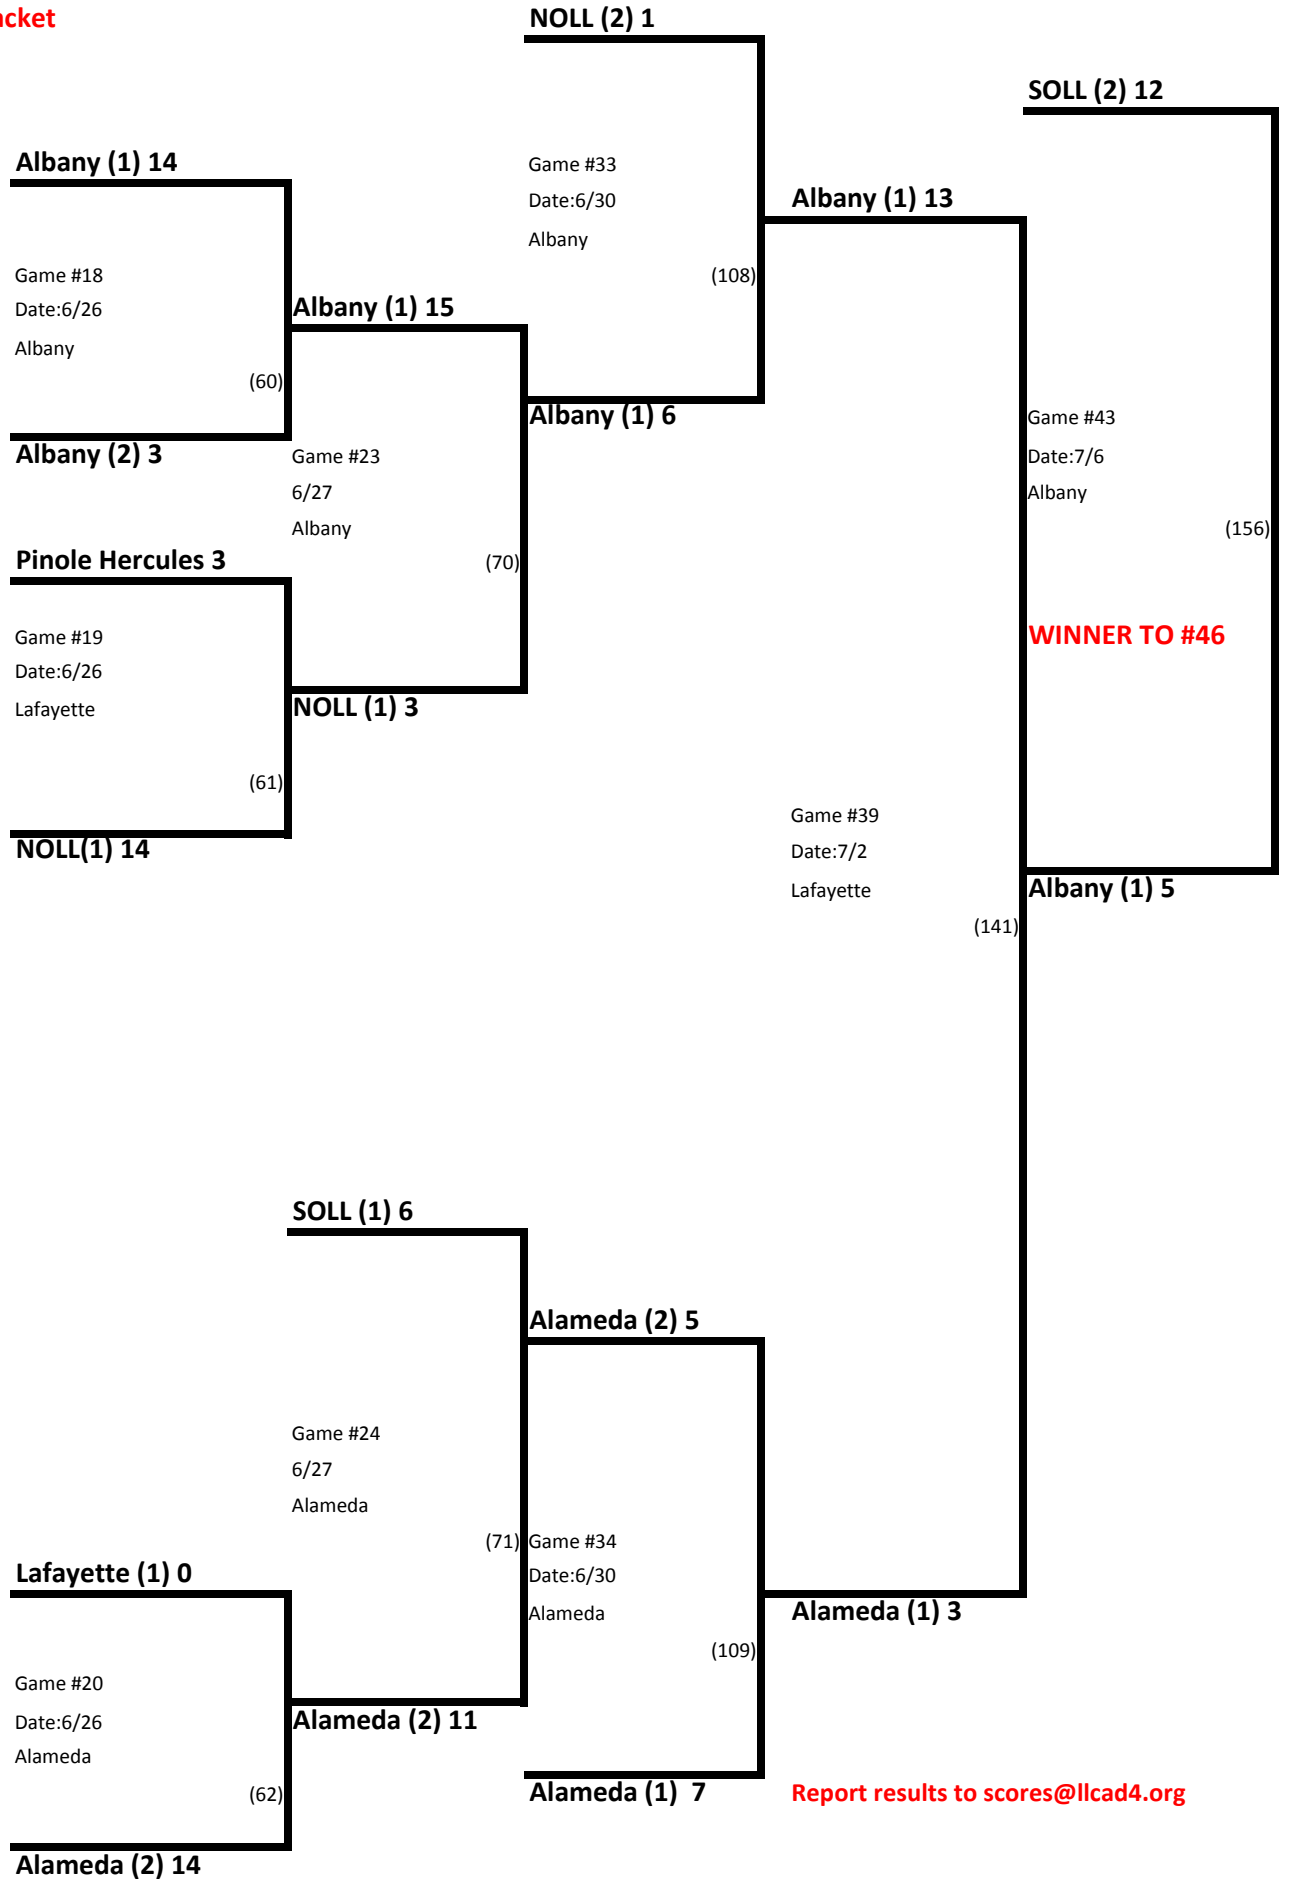 NOLL (2) 1
SOLL (2) 12
Albany (1) 14
Game #33
Date:6/30
Albany
(108)
Albany (1) 13
Game #18
Date:6/26
Albany
(60)
Albany (1) 15
Albany (2) 3
Albany (1) 6
Game #23
6/27
Albany
(70)
Game #43
Date:7/6
Albany
(156)
Pinole Hercules 3
Game #19
Date:6/26
Lafayette
(61)
WINNER TO #46
NOLL (1) 3
NOLL(1) 14
Game #39
Date:7/2
Lafayette
(141)
Albany (1) 5
SOLL (1) 6
Alameda (2) 5
Game #24
6/27
Alameda
(71)
Game #34
Date:6/30
Alameda
(109)
Lafayette (1) 0
Alameda (1) 3
Game #20
Date:6/26
Alameda
(62)
Alameda (2) 11
Alameda (1)  7
Report results to scores@llcad4.org
Alameda (2) 14